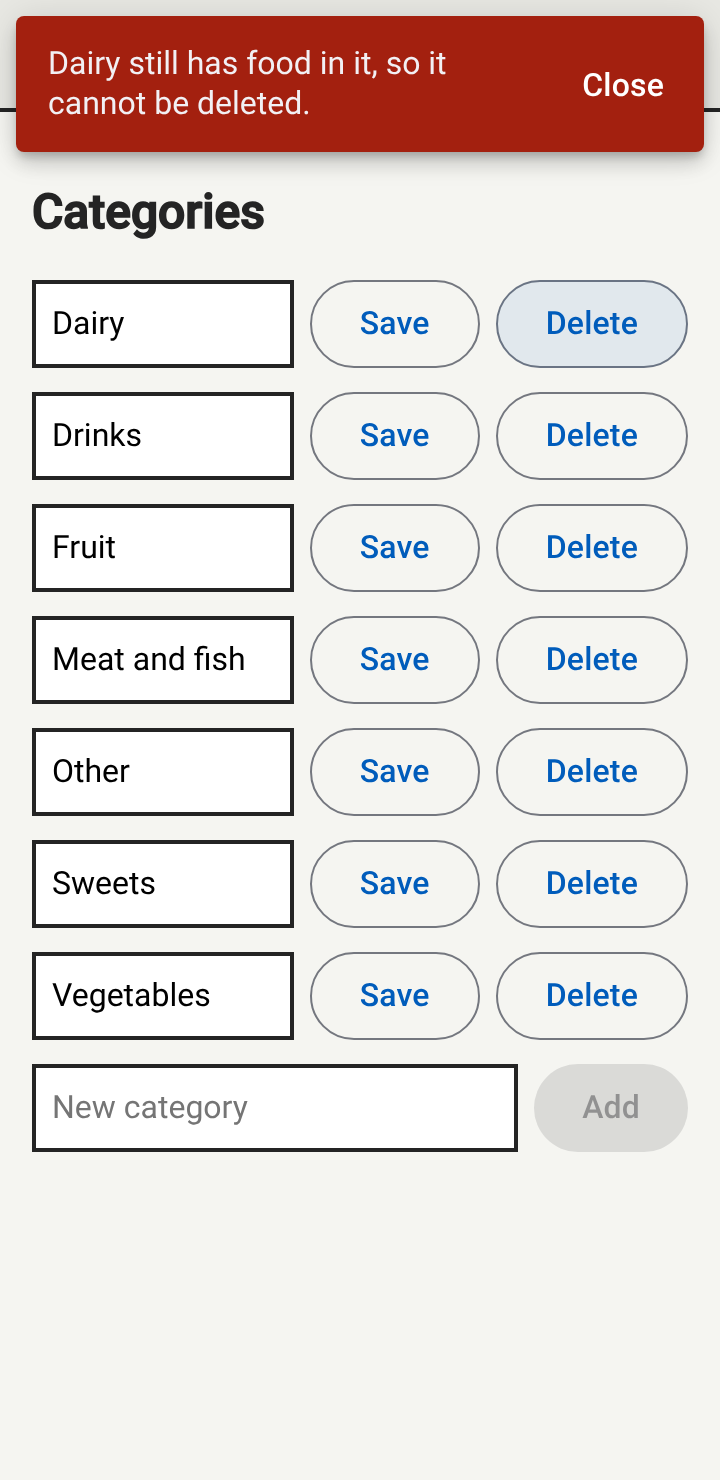 Dairy still has food in it, so it
cannot be deleted.
Close
Categories
Dairy Save Delete
Drinks Save Delete
Fruit Save Delete
Meat and fish Save Delete
Other Save Delete
Sweets Save Delete
Vegetables Save Delete
New category Add